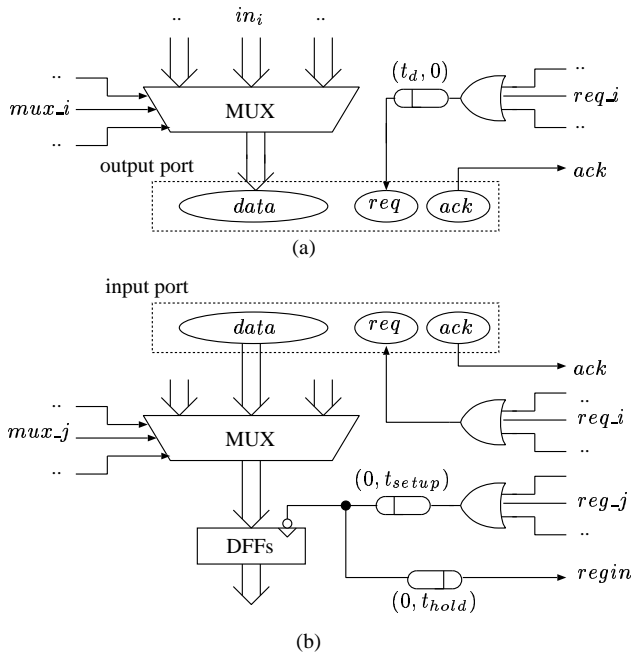 .. in_i ..
(t_d, 0)
..
mux_i
..
MUX
..
req_i
..
output port
ack
data req ack
(a)
input port
data req ack
ack
..
mux_j
..
MUX
..
req_i
..
(0, t_setup)
..
reg_j
..
DFFs
regin
(0, t_hold)
(b)